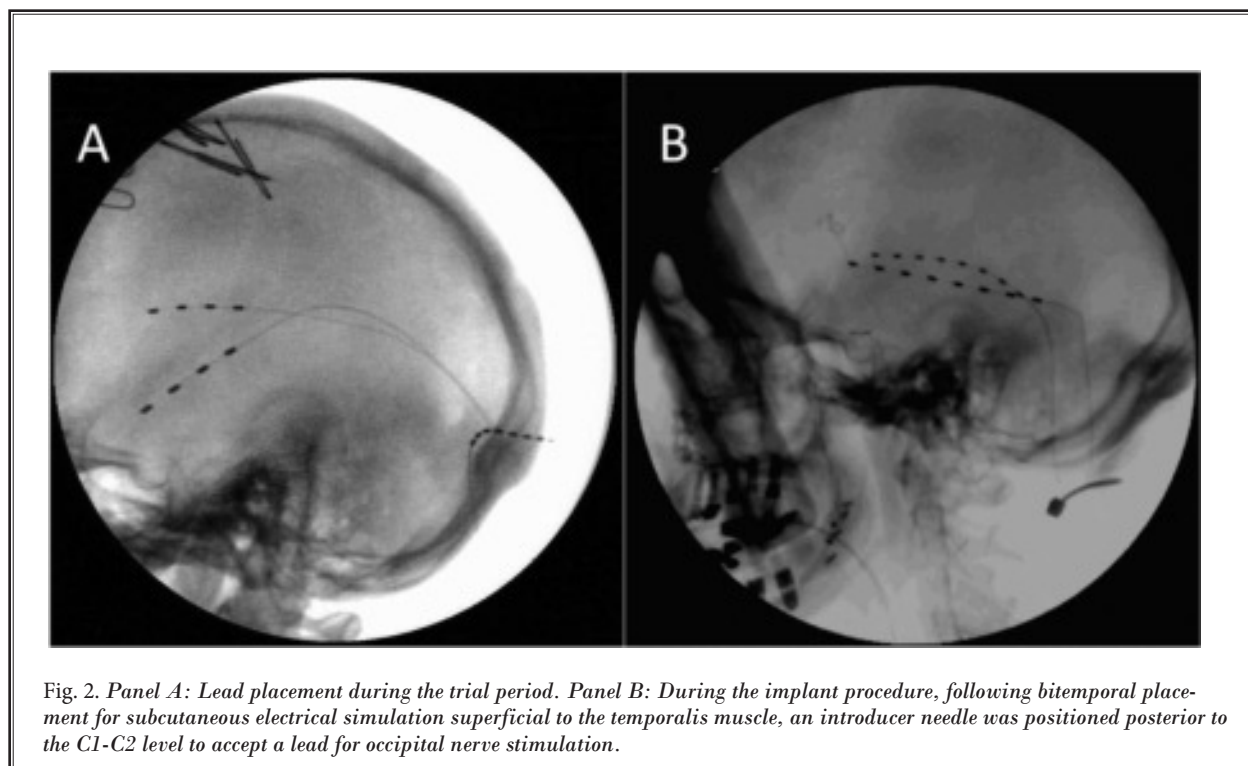 A
B
Fig. 2. Panel A: Lead placement during the trial period. Panel B: During the implant procedure, following bitemporal place-
ment for subcutaneous electrical simulation superficial to the temporalis muscle, an introducer needle was positioned posterior to
the C1-C2 level to accept a lead for occipital nerve stimulation.